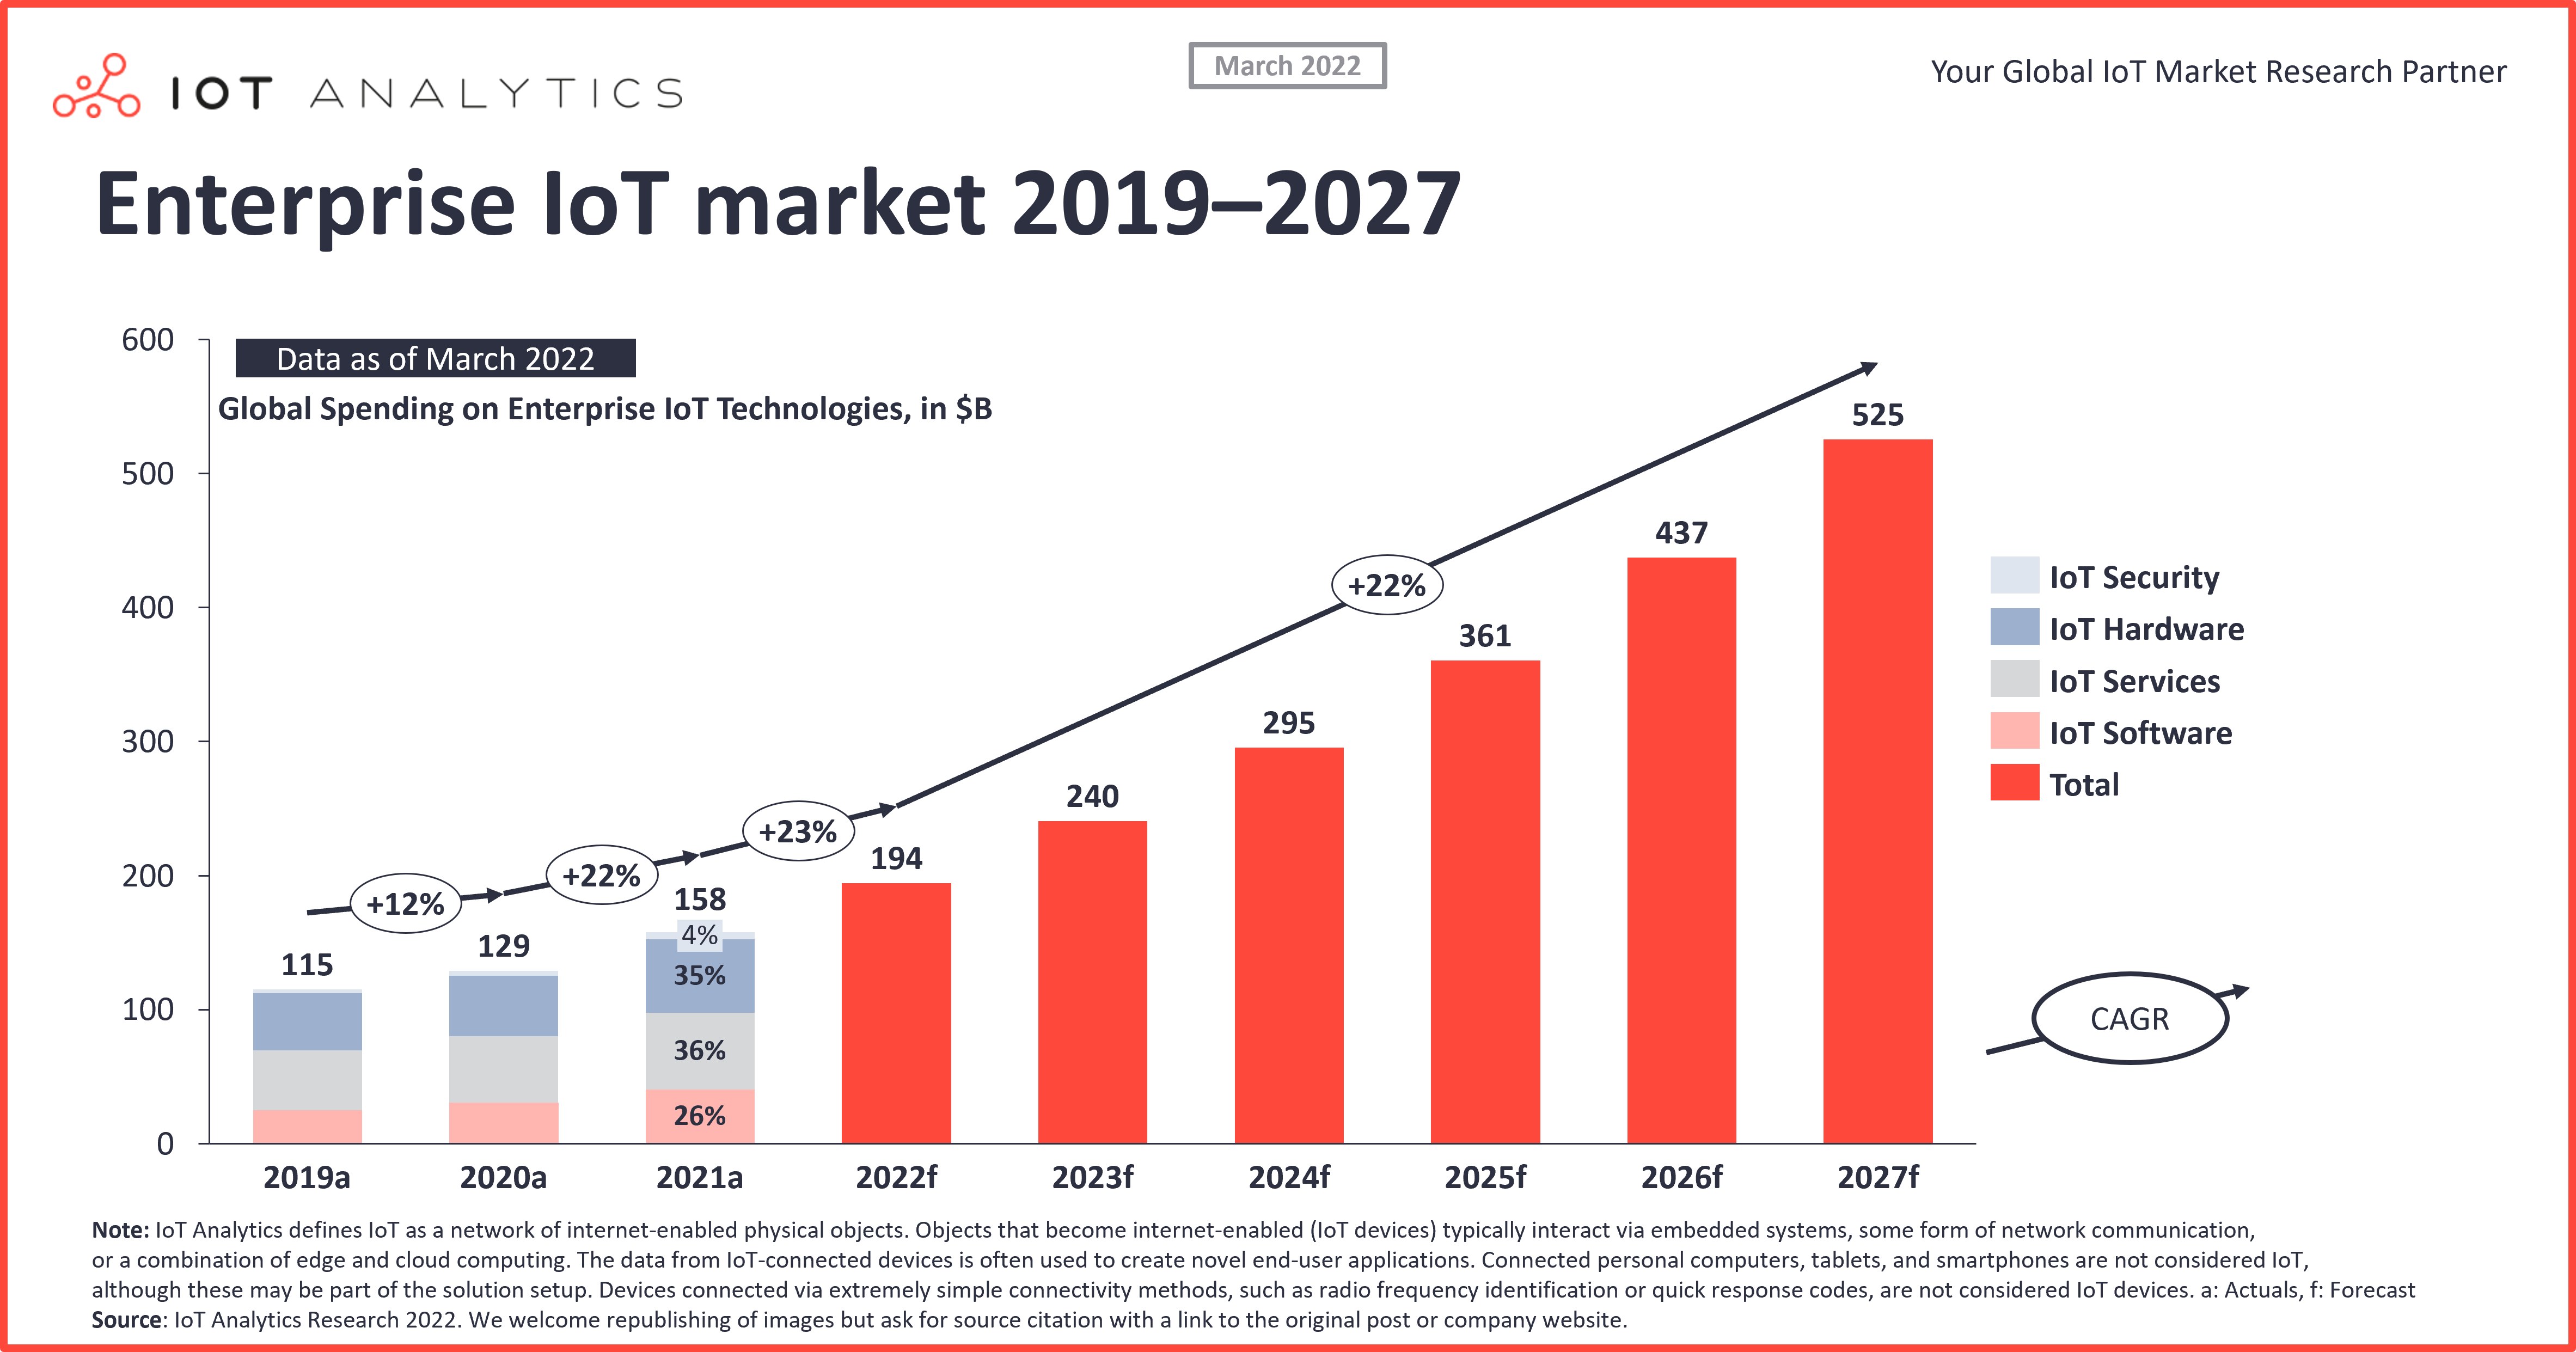 IOT ANALYTICS
March 2022
Your Global IoT Market Research Partner
Enterprise IoT market 2019–2027
Data as of March 2022
Global Spending on Enterprise IoT Technologies, in $B
600
500
400
300
200
100
0
+12%
+22%
+23%
+22%
115
129
158
194
240
295
361
437
525
4%
35%
36%
26%
2019a
2020a
2021a
2022f
2023f
2024f
2025f
2026f
2027f
IoT Security
IoT Hardware
IoT Services
IoT Software
Total
CAGR
Note: IoT Analytics defines IoT as a network of internet-enabled physical objects. Objects that become internet-enabled (IoT devices) typically interact via embedded systems, some form of network communication,
or a combination of edge and cloud computing. The data from IoT-connected devices is often used to create novel end-user applications. Connected personal computers, tablets, and smartphones are not considered IoT,
although these may be part of the solution setup. Devices connected via extremely simple connectivity methods, such as radio frequency identification or quick response codes, are not considered IoT devices. a: Actuals, f: Forecast
Source: IoT Analytics Research 2022. We welcome republishing of images but ask for source citation with a link to the original post or company website.